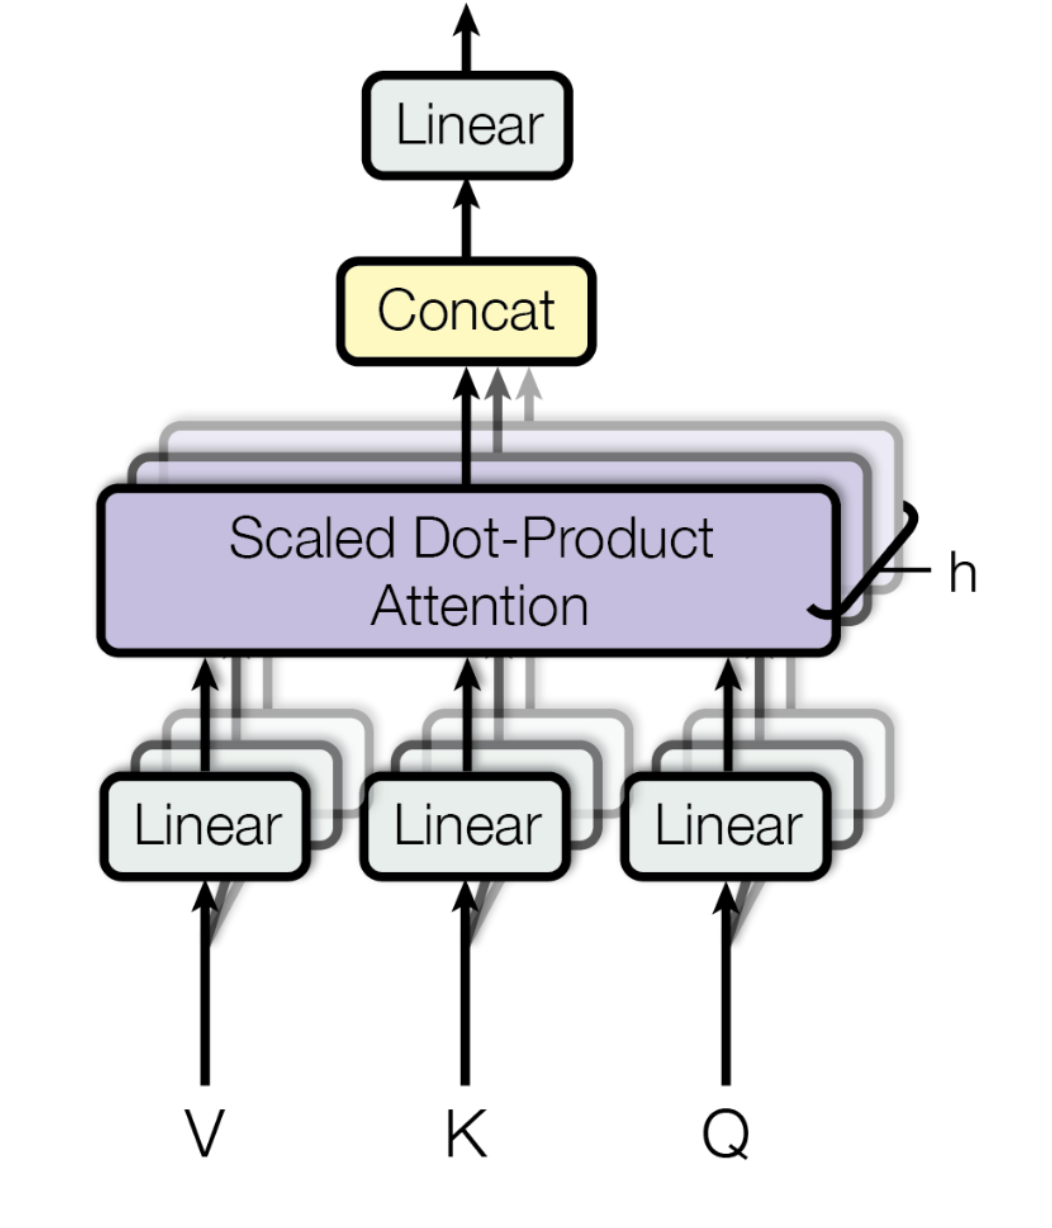 Linear
Concat
Scaled Dot-Product
Attention
h
Linear Linear Linear
V K Q